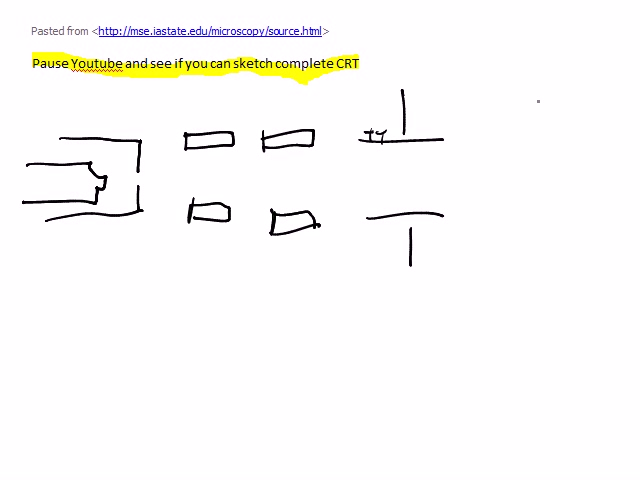 Pasted from <http://mse.iastate.edu/microscopy/source.html>
Pause Youtube and see if you can sketch complete CRT